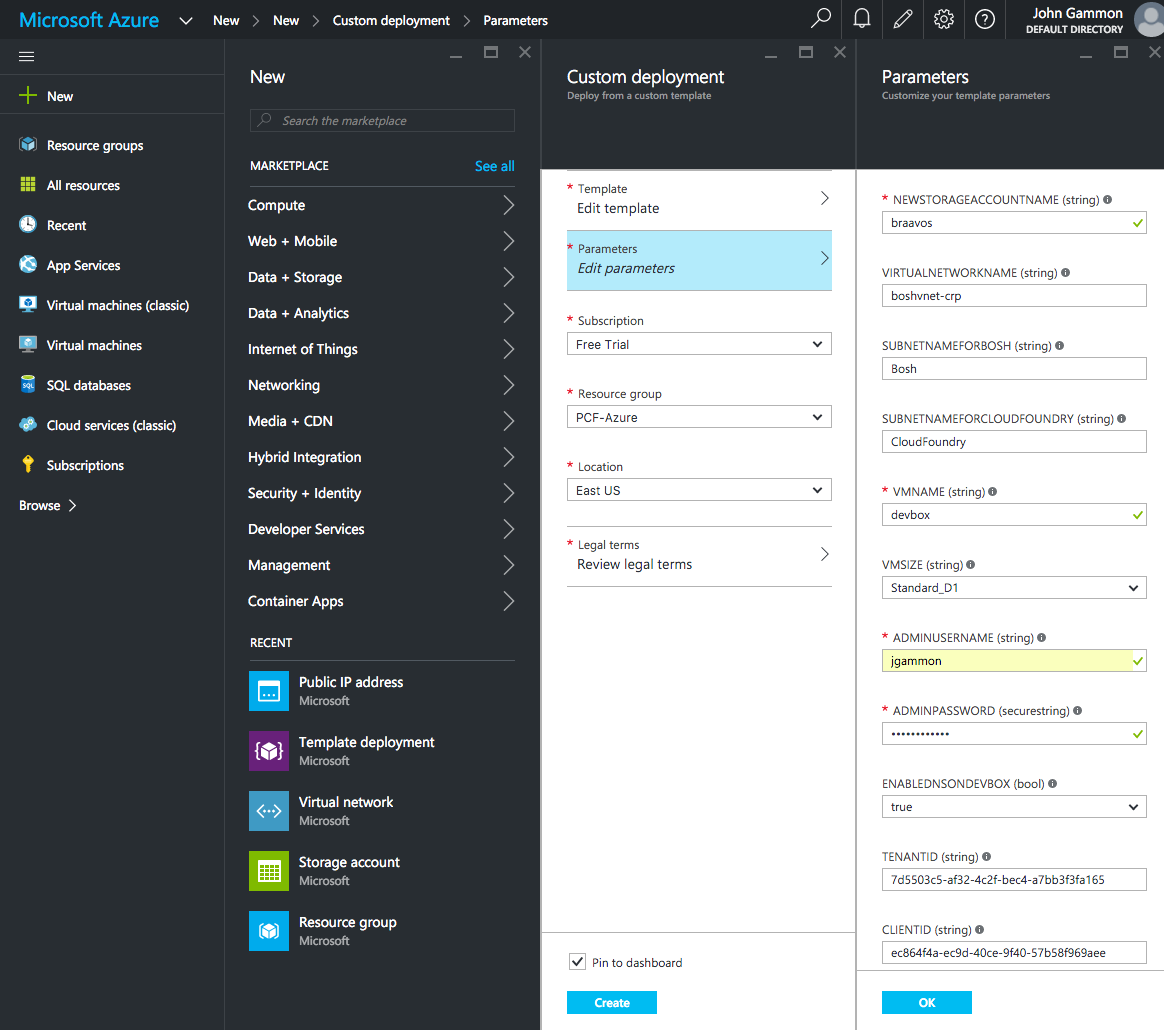 Microsoft Azure
New
New
Custom deployment
Parameters
John Gammon
DEFAULT DIRECTORY
New
Resource groups
All resources
Recent
App Services
Virtual machines (classic)
Virtual machines
SQL databases
Cloud services (classic)
Subscriptions
Browse
New
Search the marketplace
MARKETPLACE
See all
Compute
Web + Mobile
Data + Storage
Data + Analytics
Internet of Things
Networking
Media + CDN
Hybrid Integration
Security + Identity
Developer Services
Management
Container Apps
RECENT
Public IP address
Microsoft
Template deployment
Microsoft
Virtual network
Microsoft
Storage account
Microsoft
Resource group
Microsoft
Custom deployment
Deploy from a custom template
* Template
Edit template
* Parameters
Edit parameters
* Subscription
Free Trial
* Resource group
PCF-Azure
* Location
East US
* Legal terms
Review legal terms
Pin to dashboard
Create
Parameters
Customize your template parameters
* NEWSTORAGEACCOUNTNAME (string)
braavos
VIRTUALNETWORKNAME (string)
boshvnet-crp
SUBNETNAMEFORBOSH (string)
Bosh
SUBNETNAMEFORCLOUDFOUNDRY (string)
CloudFoundry
* VMNAME (string)
devbox
VMSIZE (string)
Standard_D1
* ADMINUSERNAME (string)
jgammon
* ADMINPASSWORD (securestring)
••••••••••••
ENABLEDNSONDEVBOX (bool)
true
TENANTID (string)
7d5503c5-af32-4c2f-bec4-a7bb3f3fa165
CLIENTID (string)
ec864f4a-ec9d-40ce-9f40-57b58f969aee
OK